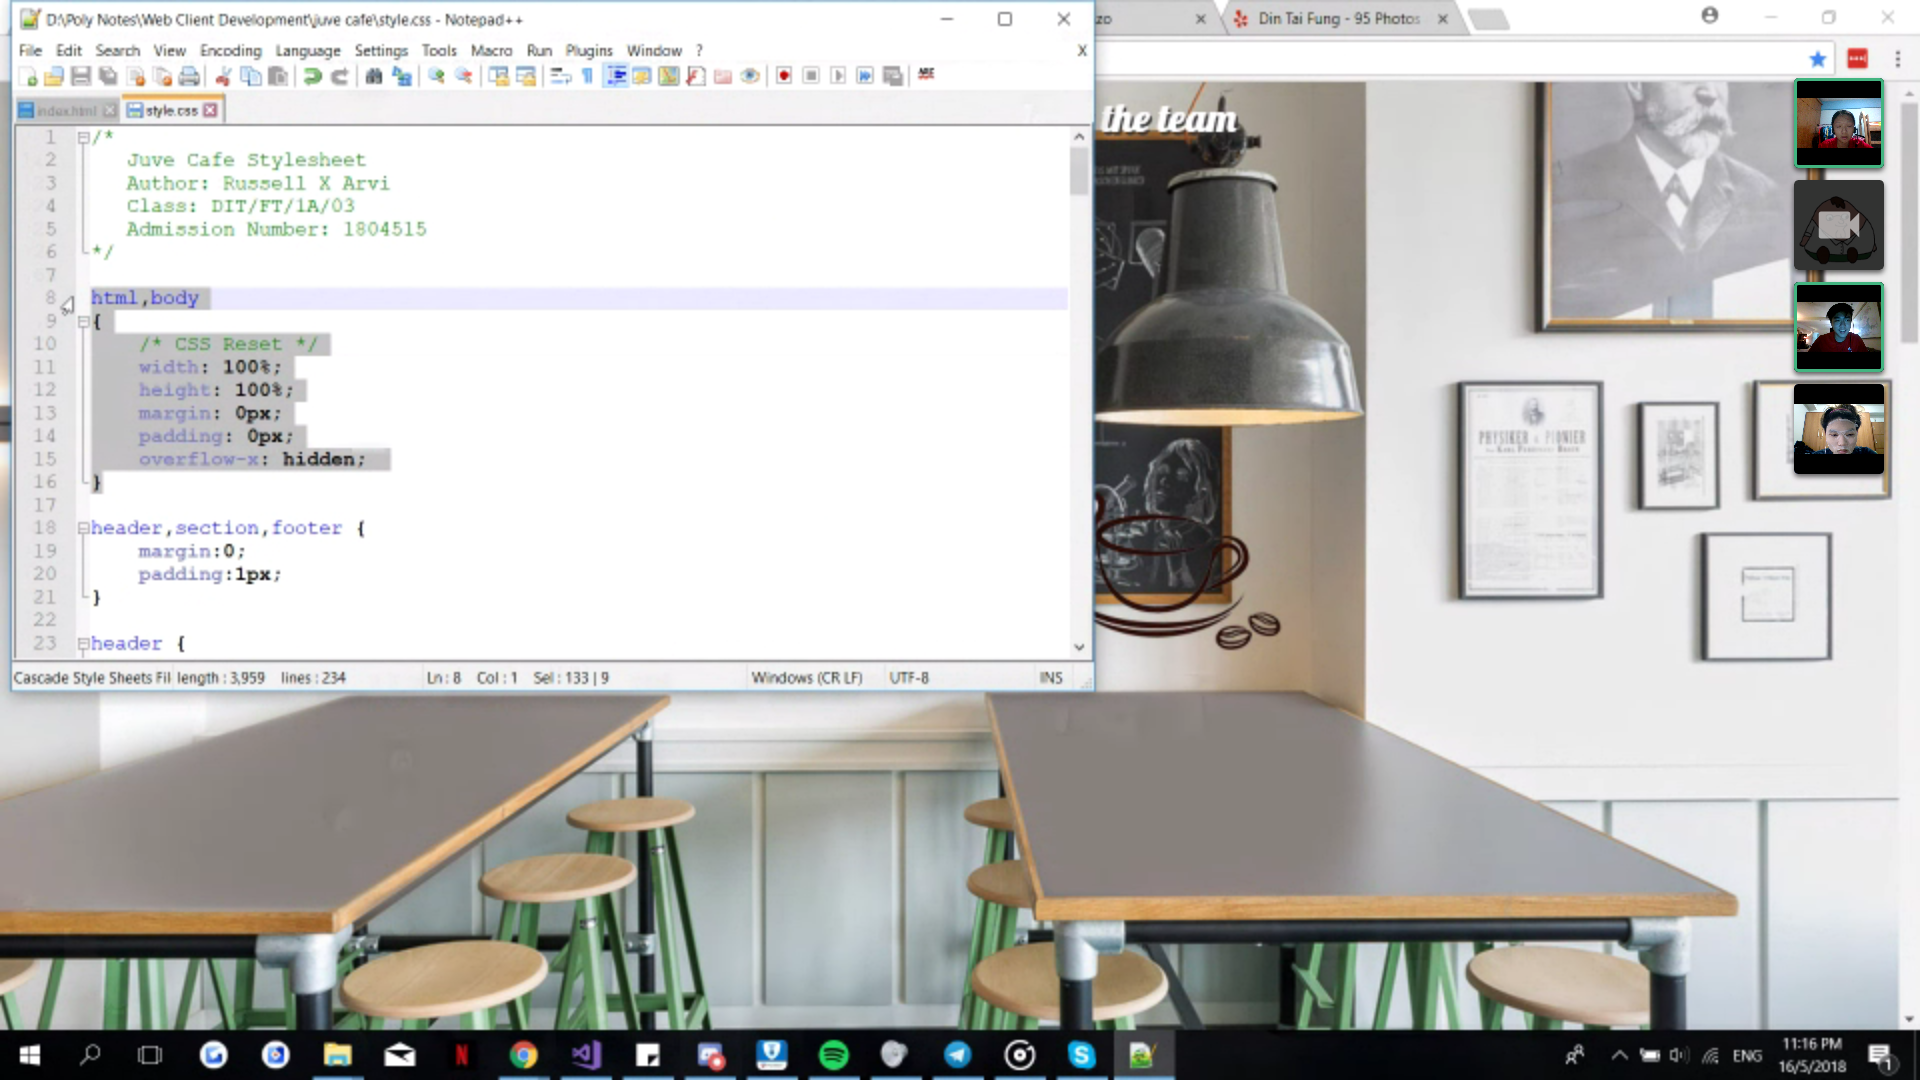 D:\Poly Notes\Web Client Development\juve cafe\style.css - Notepad++
File Edit Search View Encoding Language Settings Tools Macro Run Plugins Window ? X
index.html style.css
1 /*
2 Juve Cafe Stylesheet
3 Author: Russell X Arvi
4 Class: DIT/FT/1A/03
5 Admission Number: 1804515
6 */
7
8 html,body
9 {
10 /* CSS Reset */
11 width: 100%;
12 height: 100%;
13 margin: 0px;
14 padding: 0px;
15 overflow-x: hidden;
16 }
17
18 header,section,footer {
19 margin:0;
20 padding:1px;
21 }
22
23 header {
Cascade Style Sheets Fil length : 3,959 lines : 234 Ln : 8 Col : 1 Sel : 133 | 9 Windows (CR LF) UTF-8 INS
zo
Din Tai Fung - 95 Photos
the team
PHYSIKER & PIONIER
ENG
11:16 PM
16/5/2018
1